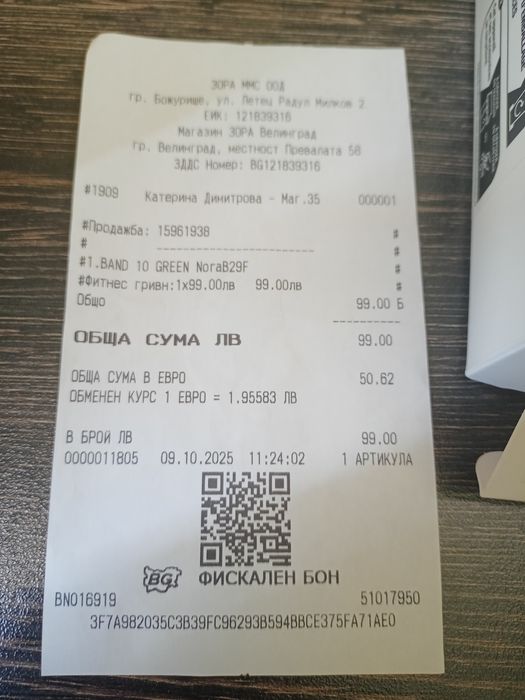 ЗОРА ММС ООД
гр. Божурище, ул. Летец Радул Милков 2
ЕИК: 121839316
Магазин ЗОРА Велинград
гр. Велинград, местност Превалата 58
ЗДДС Номер: BG121839316
#1909 Катерина Димитрова - Маг.35 000001
#Продажба: 15961938 #
# ------------------------ #
#1.BAND 10 GREEN NoraB29F #
#Фитнес гривн:1x99.00лв 99.00лв #
Общо 99.00 Б
----------
ОБЩА СУМА ЛВ 99.00
ОБЩА СУМА В ЕВРО 50.62
ОБМЕНЕН КУРС 1 ЕВРО = 1.95583 ЛВ
В БРОЙ ЛВ 99.00
0000011805 09.10.2025 11:24:02 1 АРТИКУЛА
BG! ФИСКАЛЕН БОН
BN016919 51017950
3F7A982035C3B39FC96293B594BBCE375FA71AE0